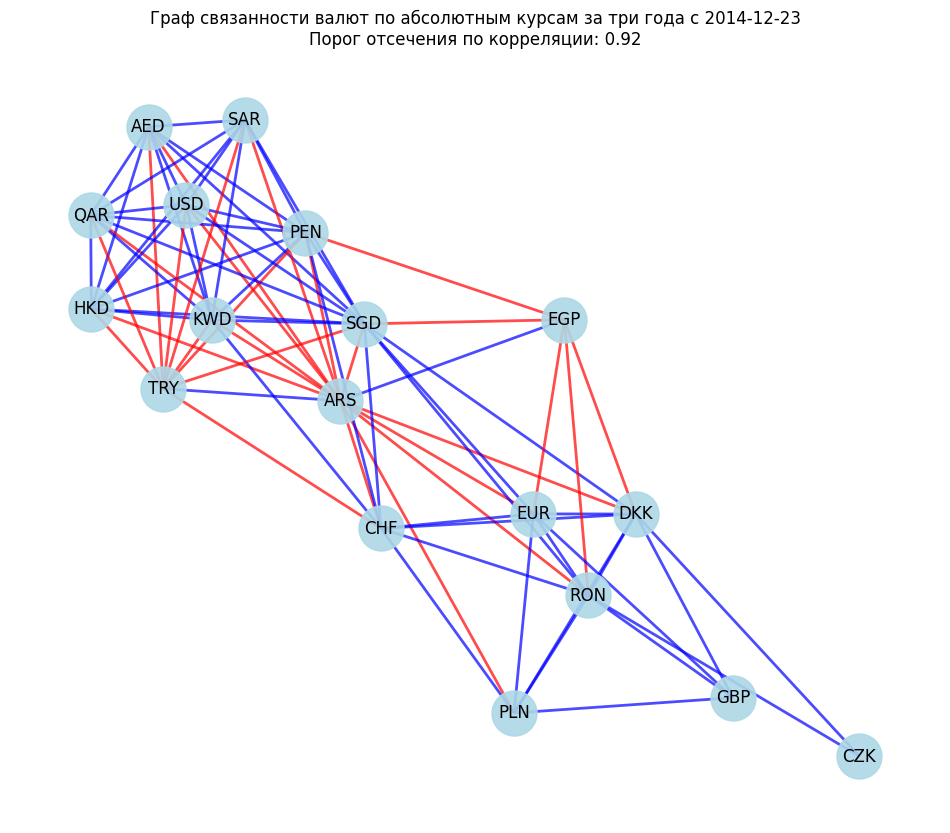 Граф связанности валют по абсолютным курсам за три года с 2014-12-23
Порог отсечения по корреляции: 0.92
AED
SAR
QAR
USD
PEN
HKD
KWD
SGD
EGP
TRY
ARS
CHF
EUR
DKK
RON
PLN
GBP
CZK